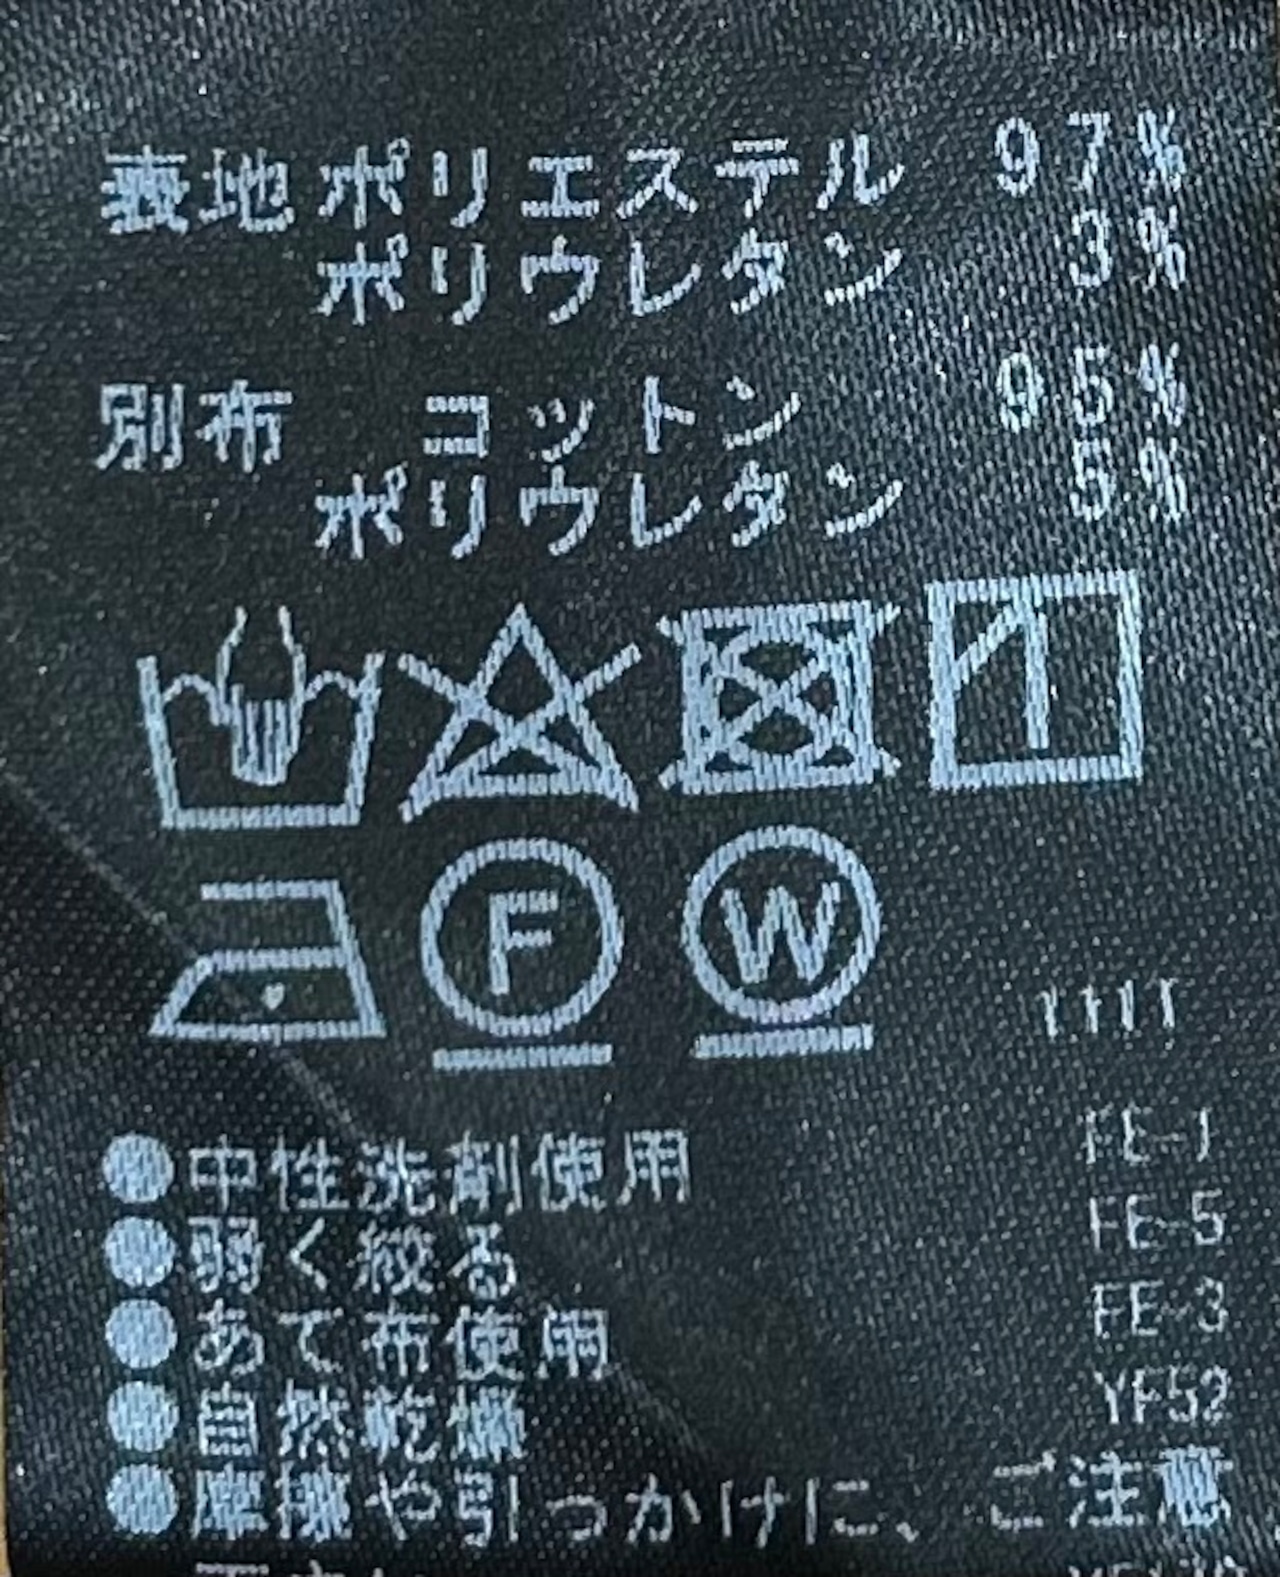 表地 ポリエステル 97%
ポリウレタン 3%
別布 コットン 95%
ポリウレタン 5%
F W
FE-1
●中性洗剤使用
FE-5
●弱く絞る
FE-3
●あて布使用
YF52
●自然乾燥
●摩擦や引っかけに、ご注意